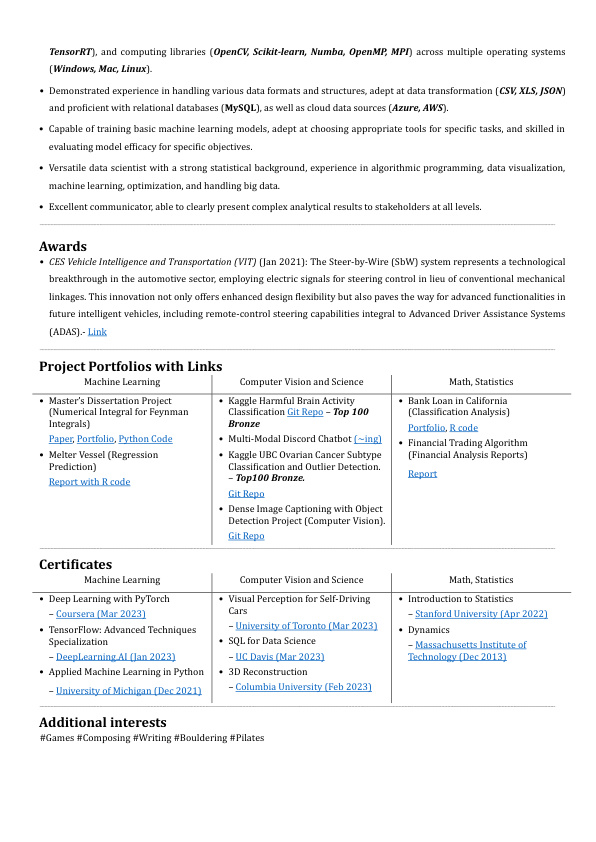 TensorRT), and computing libraries (OpenCV, Scikit-learn, Numba, OpenMP, MPI) across multiple operating systems
(Windows, Mac, Linux).
• Demonstrated experience in handling various data formats and structures, adept at data transformation (CSV, XLS, JSON)
and proficient with relational databases (MySQL), as well as cloud data sources (Azure, AWS).
• Capable of training basic machine learning models, adept at choosing appropriate tools for specific tasks, and skilled in
evaluating model efficacy for specific objectives.
• Versatile data scientist with a strong statistical background, experience in algorithmic programming, data visualization,
machine learning, optimization, and handling big data.
• Excellent communicator, able to clearly present complex analytical results to stakeholders at all levels.
Awards
• CES Vehicle Intelligence and Transportation (VIT) (Jan 2021): The Steer-by-Wire (SbW) system represents a technological
breakthrough in the automotive sector, employing electric signals for steering control in lieu of conventional mechanical
linkages. This innovation not only offers enhanced design flexibility but also paves the way for advanced functionalities in
future intelligent vehicles, including remote-control steering capabilities integral to Advanced Driver Assistance Systems
(ADAS).- Link
Project Portfolios with Links
Machine Learning
• Master's Dissertation Project
(Numerical Integral for Feynman
Integrals)
Paper, Portfolio, Python Code
• Melter Vessel (Regression
Prediction)
Report with R code
Computer Vision and Science
• Kaggle Harmful Brain Activity
Classification Git Repo – Top 100
Bronze
• Multi-Modal Discord Chatbot (~ing)
• Kaggle UBC Ovarian Cancer Subtype
Classification and Outlier Detection.
– Top100 Bronze.
Git Repo
• Dense Image Captioning with Object
Detection Project (Computer Vision).
Git Repo
Math, Statistics
• Bank Loan in California
(Classification Analysis)
Portfolio, R code
• Financial Trading Algorithm
(Financial Analysis Reports)
Report
Certificates
Machine Learning
• Deep Learning with PyTorch
– Coursera (Mar 2023)
• TensorFlow: Advanced Techniques
Specialization
– DeepLearning.AI (Jan 2023)
• Applied Machine Learning in Python
– University of Michigan (Dec 2021)
Computer Vision and Science
• Visual Perception for Self-Driving
Cars
– University of Toronto (Mar 2023)
• SQL for Data Science
– UC Davis (Mar 2023)
• 3D Reconstruction
– Columbia University (Feb 2023)
Math, Statistics
• Introduction to Statistics
– Stanford University (Apr 2022)
• Dynamics
– Massachusetts Institute of
Technology (Dec 2013)
Additional interests
#Games #Composing #Writing #Bouldering #Pilates